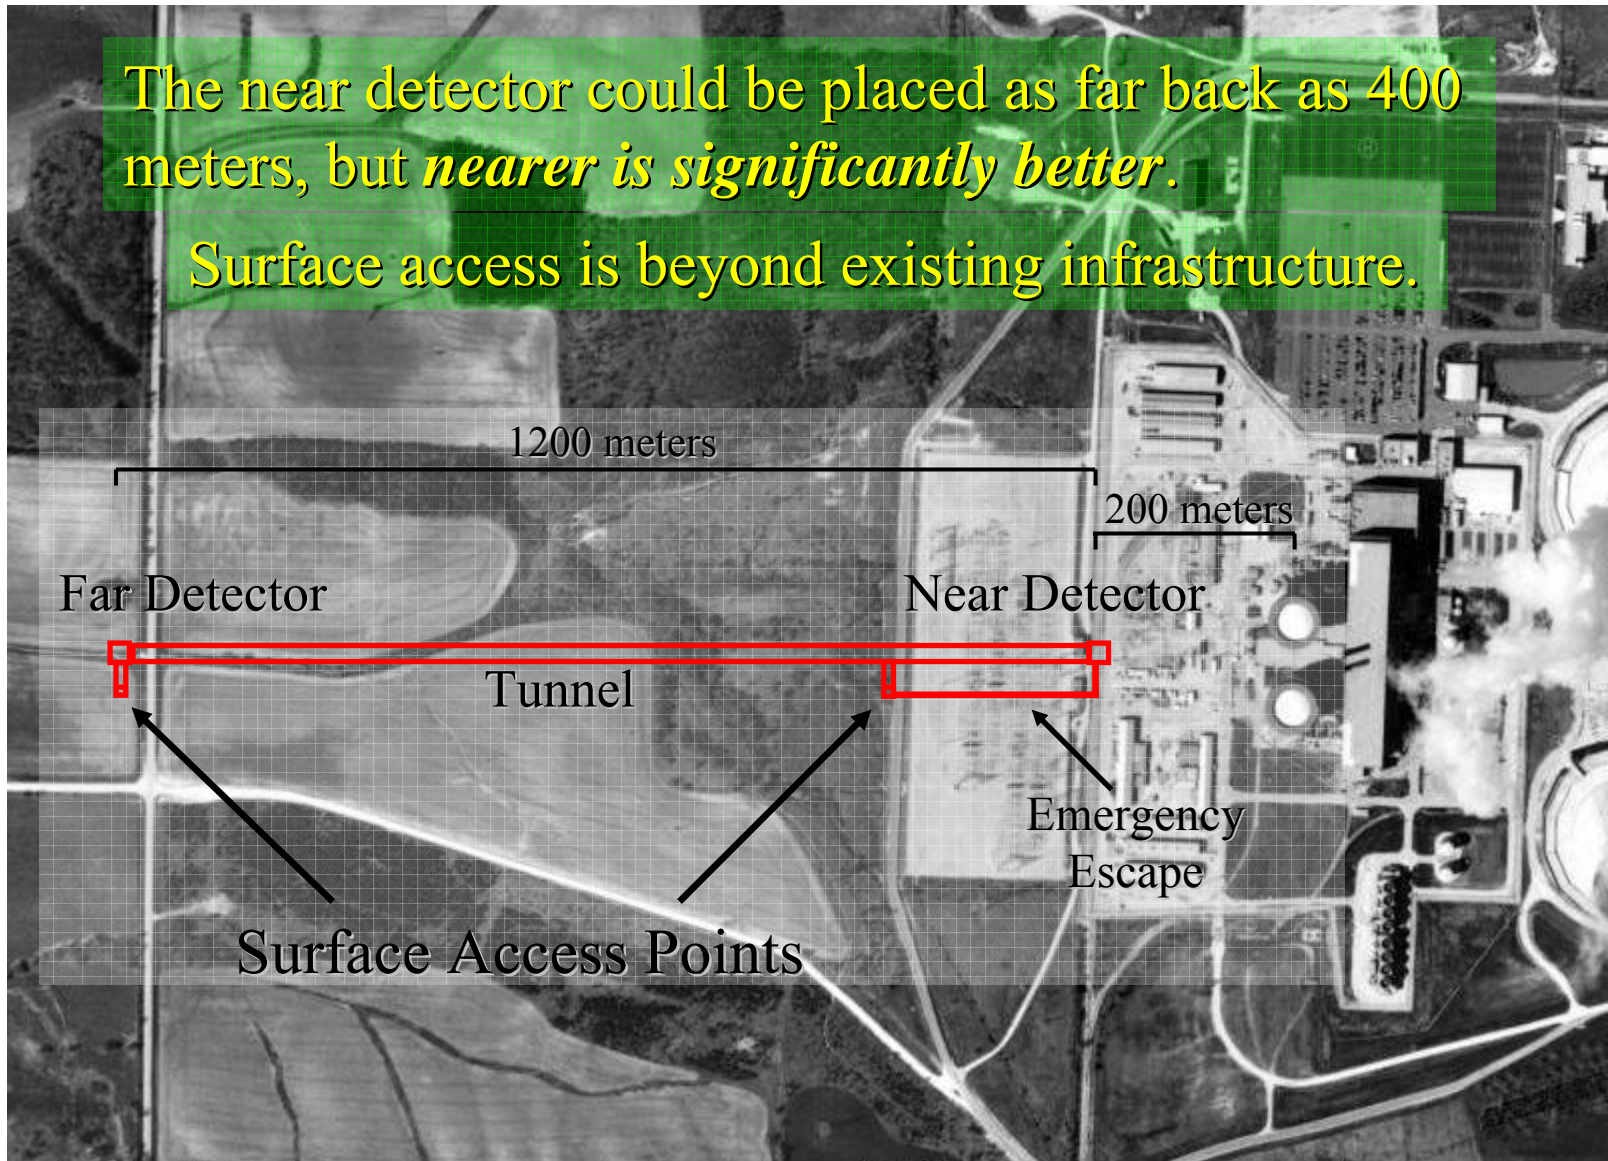 The near detector could be placed as far back as 400
meters, but nearer is significantly better.
Surface access is beyond existing infrastructure.
1200 meters
200 meters
Far Detector
Near Detector
Tunnel
Emergency
Escape
Surface Access Points